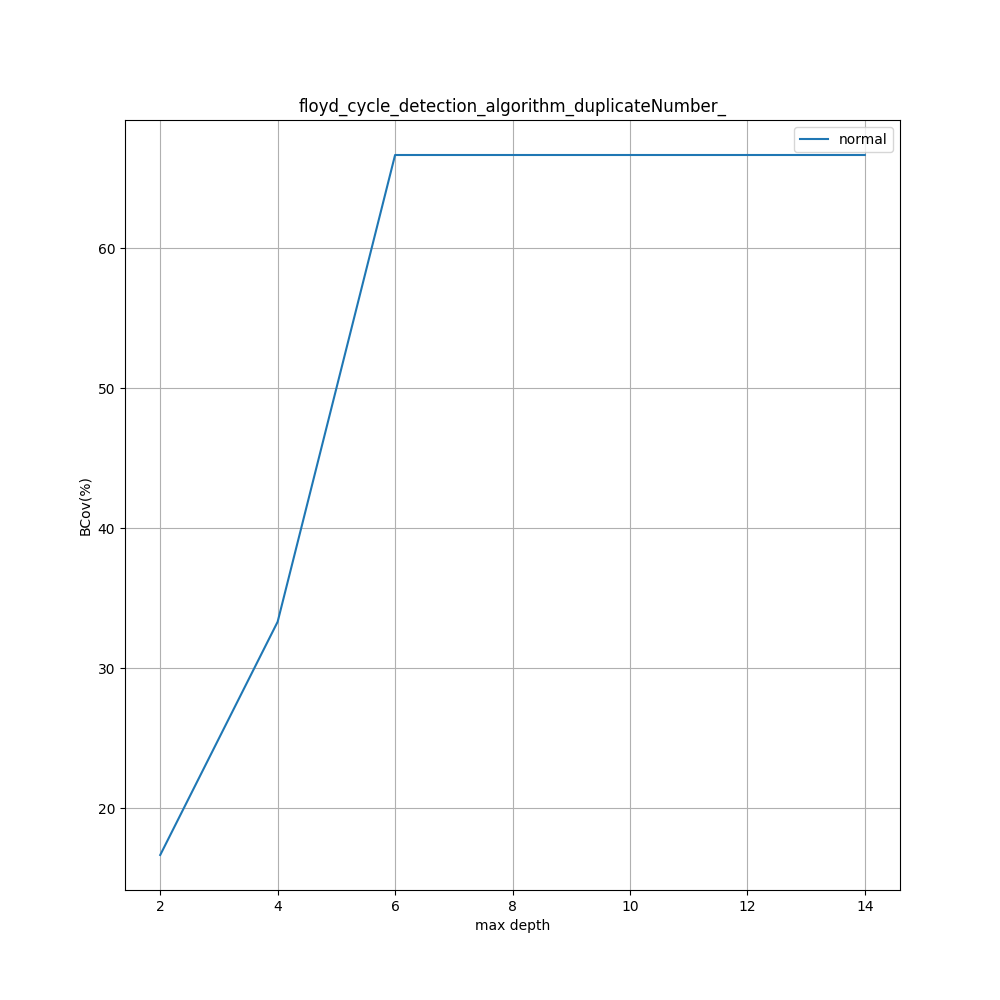 floyd_cycle_detection_algorithm_duplicateNumber_
normal
60
50
40
30
20
BCov(%)
2 4 6 8 10 12 14
max depth